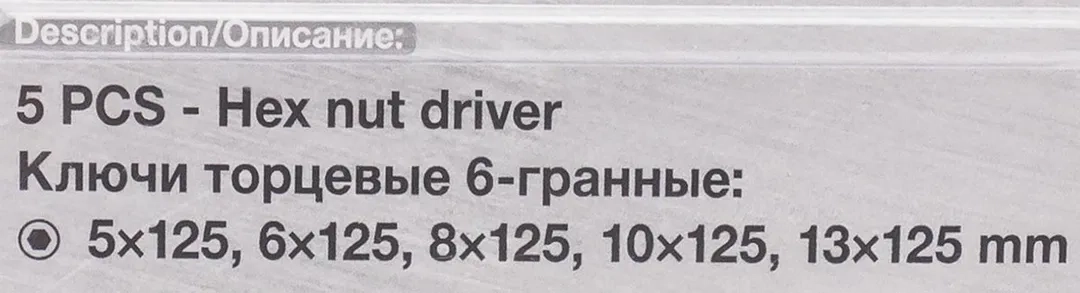 Description/Описание:
5 PCS - Hex nut driver
Ключи торцевые 6-гранные:
5×125, 6×125, 8×125, 10×125, 13×125 mm